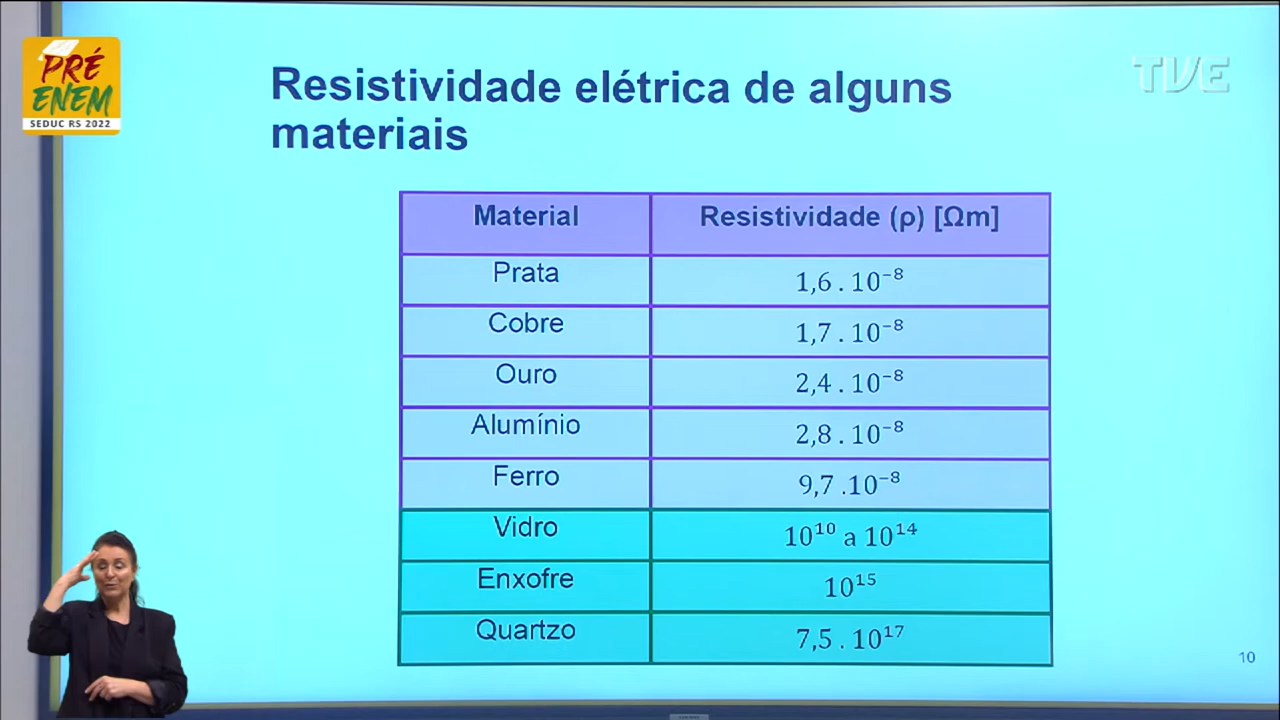 PRÉ
ENEM
SEDUC RS 2022
TVE
Resistividade elétrica de alguns
materiais
Material Resistividade (ρ) [Ωm]
Prata 1,6 . 10⁻⁸
Cobre 1,7 . 10⁻⁸
Ouro 2,4 . 10⁻⁸
Alumínio 2,8 . 10⁻⁸
Ferro 9,7 .10⁻⁸
Vidro 10¹⁰ a 10¹⁴
Enxofre 10¹⁵
Quartzo 7,5 . 10¹⁷
10